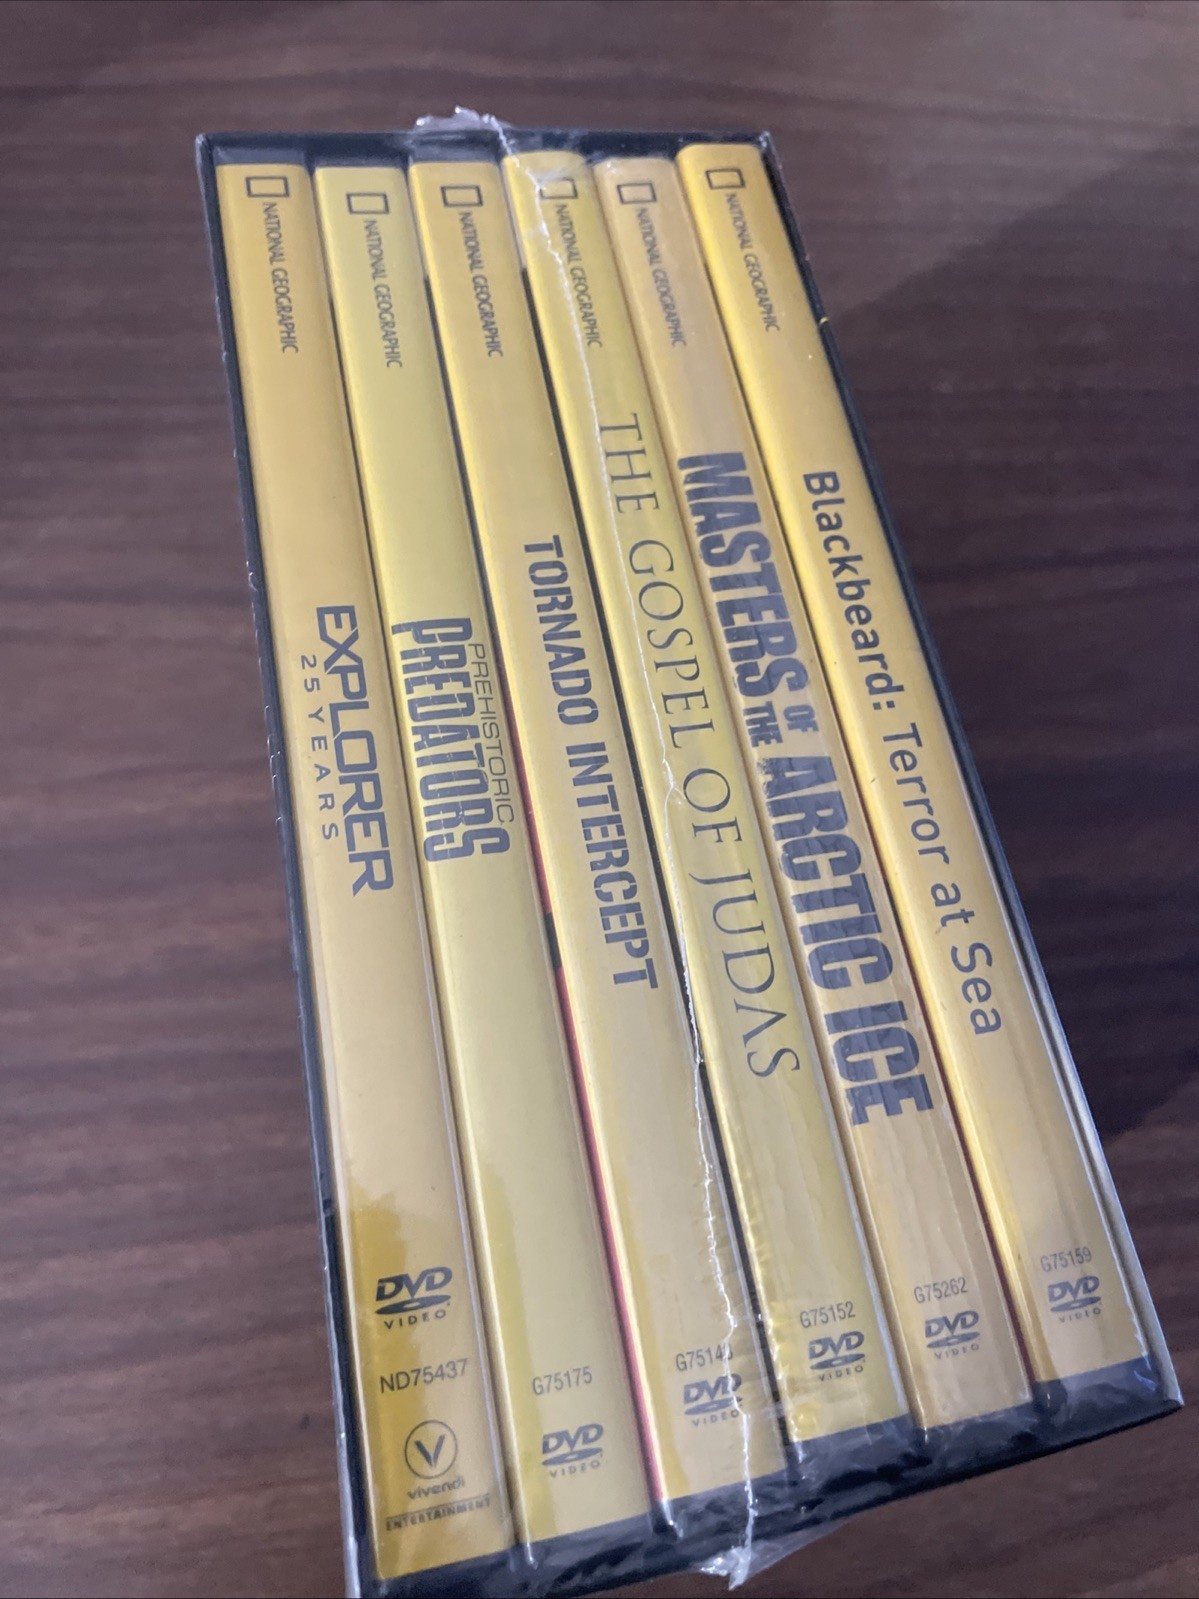 NATIONAL GEOGRAPHIC
EXPLORER
25 YEARS
DVD
VIDEO
ND75437
V
vivendi
ENTERTAINMENT
NATIONAL GEOGRAPHIC
PREHISTORIC
PREDATORS
G75175
DVD
VIDEO
NATIONAL GEOGRAPHIC
TORNADO INTERCEPT
DVD
VIDEO
NATIONAL GEOGRAPHIC
THE GOSPEL OF JUDAS
G75152
DVD
VIDEO
NATIONAL GEOGRAPHIC
MASTERS OF THE ARCTIC ICE
G75262
DVD
VIDEO
NATIONAL GEOGRAPHIC
Blackbeard: Terror at Sea
G75159
DVD
VIDEO